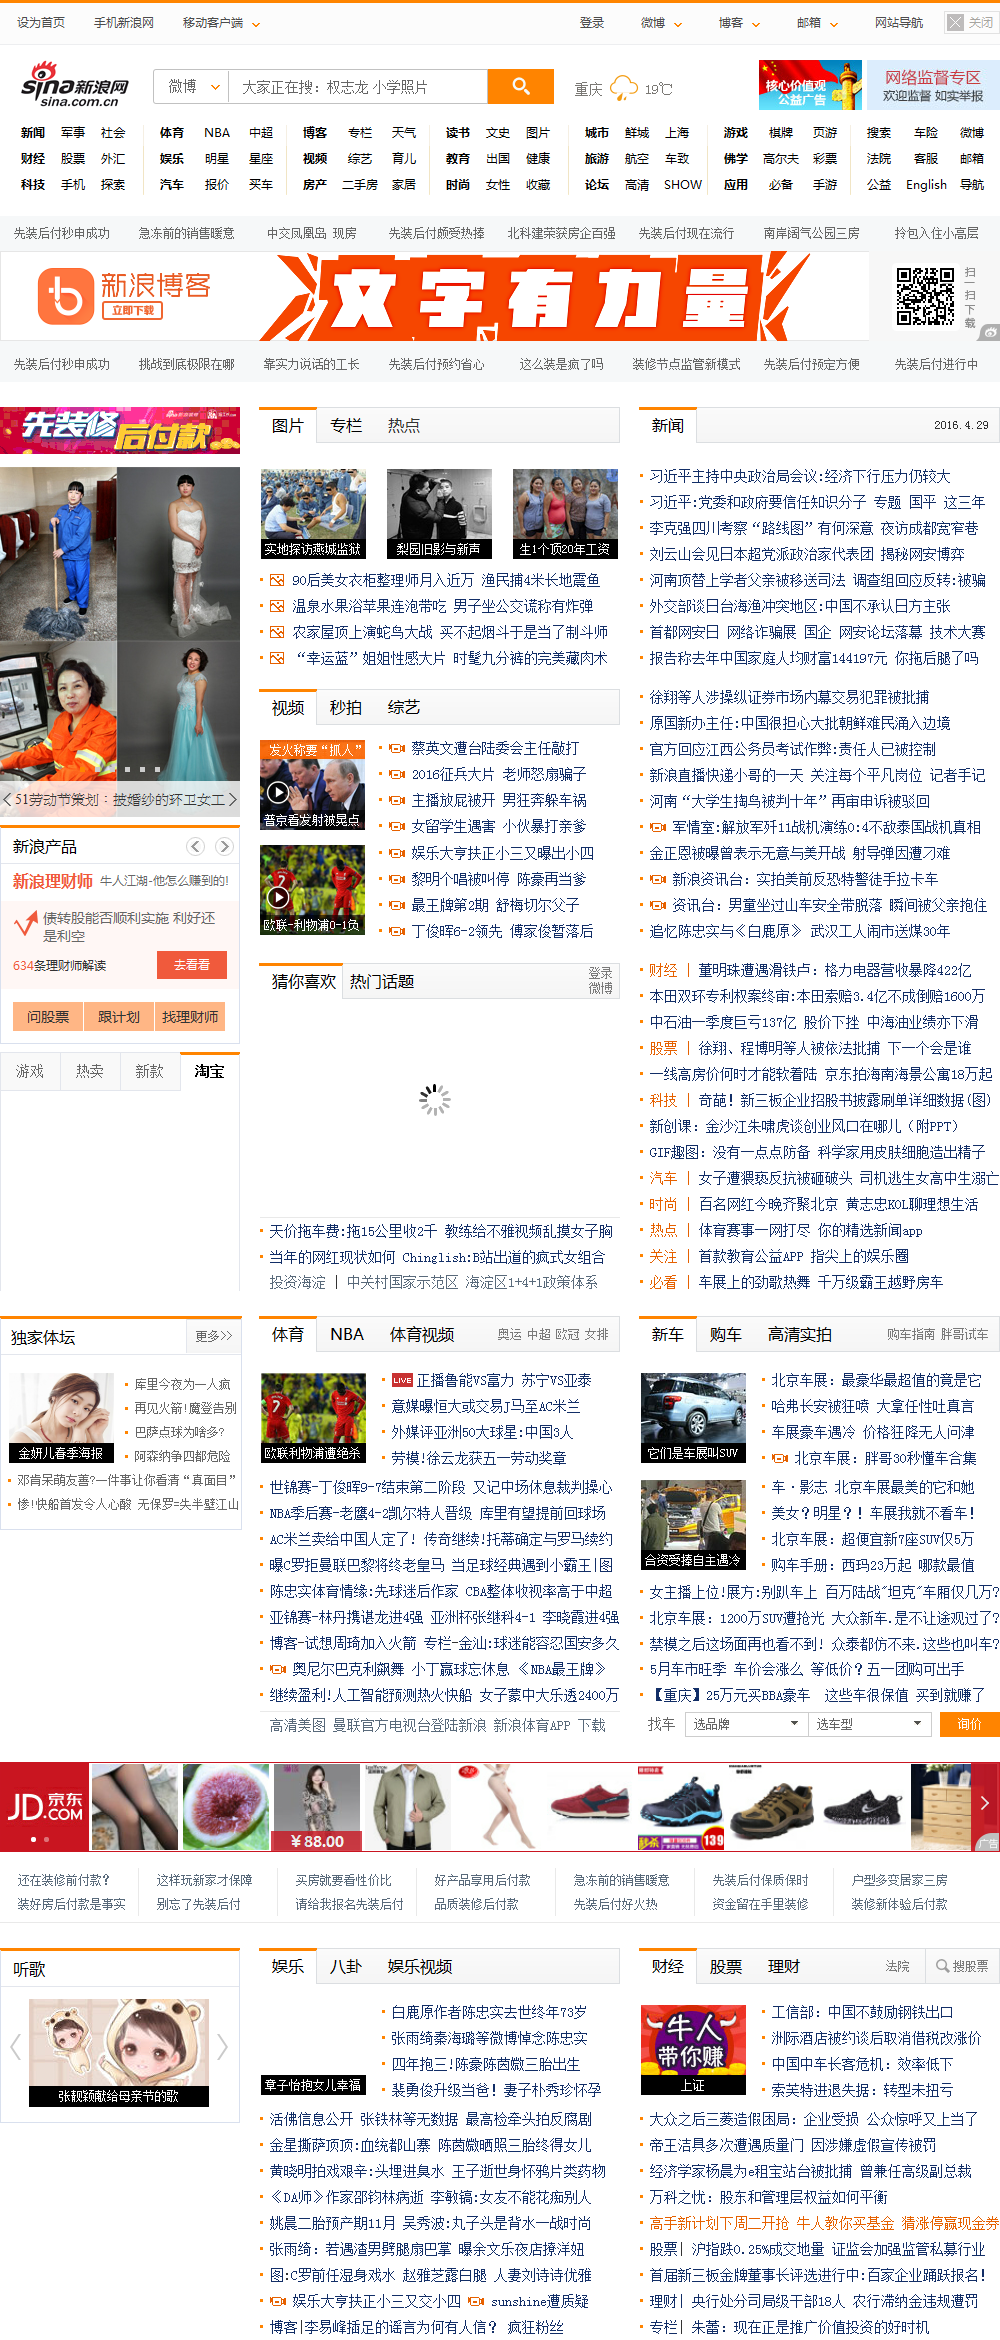 设为首页 手机新浪网 移动客户端 登录 微博 博客 邮箱 网站导航 关闭
sina新浪网
sina.com.cn
微博 大家正在搜：权志龙 小学照片
重庆 19℃
核心价值观
公益广告
网络监督专区
欢迎监督 如实举报
新闻 军事 社会 体育 NBA 中超 博客 专栏 天气 读书 文史 图片 城市 鲜城 上海 游戏 棋牌 页游 搜索 车险 微博
财经 股票 外汇 娱乐 明星 星座 视频 综艺 育儿 教育 出国 健康 旅游 航空 车致 佛学 高尔夫 彩票 法院 客服 邮箱
科技 手机 探索 汽车 报价 买车 房产 二手房 家居 时尚 女性 收藏 论坛 高清 SHOW 应用 必备 手游 公益 English 导航
先装后付秒申成功 急冻前的销售暖意 中交凤凰岛 现房 先装后付颇受热捧 北科建荣获房企百强 先装后付现在流行 南岸阔气公园三房 拎包入住小高层
新浪博客
立即下载
文字有力量
扫一扫下载
先装后付秒申成功 挑战到底极限在哪 靠实力说话的工长 先装后付预约省心 这么装是疯了吗 装修节点监管新模式 先装后付预定方便 先装后付进行中
先装修后付款
51劳动节策划：披婚纱的环卫女工
新浪产品
新浪理财师 牛人江湖-他怎么赚到的!
债转股能否顺利实施 利好还
是利空
634条理财师解读 去看看
问股票 跟计划 找理财师
游戏 热卖 新款 淘宝
图片 专栏 热点
实地探访燕城监狱 梨园旧影与新声 生1个顶20年工资
90后美女衣柜整理师月入近万 渔民捕4米长地震鱼
温泉水果浴苹果连泡带吃 男子坐公交谎称有炸弹
农家屋顶上演蛇鸟大战 买不起烟斗于是当了制斗师
“幸运蓝”姐姐性感大片 时髦九分裤的完美藏肉术
视频 秒拍 综艺
发火称要“抓人”
普京看发射被晃点
欧联-利物浦0-1负
蔡英文遭台陆委会主任敲打
2016征兵大片 老师怒扇骗子
主播放屁被开 男狂奔躲车祸
女留学生遇害 小伙暴打亲爹
娱乐大亨扶正小三又曝出小四
黎明个唱被叫停 陈豪再当爹
最王牌第2期 舒梅切尔父子
丁俊晖6-2领先 傅家俊暂落后
猜你喜欢 热门话题 登录
微博
天价拖车费:拖15公里收2千 教练给不雅视频乱摸女子胸
当年的网红现状如何 Chinglish:B站出道的疯式女组合
投资海淀 | 中关村国家示范区 海淀区1+4+1政策体系
新闻 2016.4.29
习近平主持中央政治局会议:经济下行压力仍较大
习近平:党委和政府要信任知识分子 专题 国平 这三年
李克强四川考察“路线图”有何深意 夜访成都宽窄巷
刘云山会见日本超党派政治家代表团 揭秘网安博弈
河南顶替上学者父亲被移送司法 调查组回应反转:被骗
外交部谈日台海渔冲突地区:中国不承认日方主张
首都网安日 网络诈骗展 国企 网安论坛落幕 技术大赛
报告称去年中国家庭人均财富144197元 你拖后腿了吗
徐翔等人涉操纵证券市场内幕交易犯罪被批捕
原国新办主任:中国很担心大批朝鲜难民涌入边境
官方回应江西公务员考试作弊:责任人已被控制
新浪直播快递小哥的一天 关注每个平凡岗位 记者手记
河南“大学生掏鸟被判十年”再审申诉被驳回
军情室:解放军歼11战机演练0:4不敌泰国战机真相
金正恩被曝曾表示无意与美开战 射导弹因遭刁难
新浪资讯台：实拍美前反恐特警徒手拉卡车
资讯台：男童坐过山车安全带脱落 瞬间被父亲抱住
追忆陈忠实与《白鹿原》 武汉工人闹市送煤30年
财经 | 董明珠遭遇滑铁卢：格力电器营收暴降422亿
本田双环专利权案终审:本田索赔3.4亿不成倒赔1600万
中石油一季度巨亏137亿 股价下挫 中海油业绩亦下滑
股票 | 徐翔、程博明等人被依法批捕 下一个会是谁
一线高房价何时才能软着陆 京东拍海南海景公寓18万起
科技 | 奇葩！新三板企业招股书披露刷单详细数据(图)
新创课：金沙江朱啸虎谈创业风口在哪儿（附PPT）
GIF趣图：没有一点点防备 科学家用皮肤细胞造出精子
汽车 | 女子遭猥亵反抗被砸破头 司机逃生女高中生溺亡
时尚 | 百名网红今晚齐聚北京 黄志忠KOL聊理想生活
热点 | 体育赛事一网打尽 你的精选新闻app
关注 | 首款教育公益APP 指尖上的娱乐圈
必看 | 车展上的劲歌热舞 千万级霸王越野房车
独家体坛 更多>>
金妍儿春季海报
库里今夜为一人疯
再见火箭!魔登告别
巴萨点球为啥多?
阿森纳争四都危险
邓肯呆萌友善?一件事让你看清“真面目”
惨!快船首发令人心酸 无保罗=失半壁江山
体育 NBA 体育视频 奥运 中超 欧冠 女排
欧联利物浦遭绝杀
LIVE 正播鲁能VS富力 苏宁VS亚泰
意媒曝恒大或交易J马至AC米兰
外媒评亚洲50大球星:中国3人
劳模!徐云龙获五一劳动奖章
世锦赛-丁俊晖9-7结束第二阶段 又记中场休息裁判操心
NBA季后赛-老鹰4-2凯尔特人晋级 库里有望提前回球场
AC米兰卖给中国人定了! 传奇继续!托蒂确定与罗马续约
曝C罗拒曼联巴黎将终老皇马 当足球经典遇到小霸王|图
陈忠实体育情缘:先球迷后作家 CBA整体收视率高于中超
亚锦赛-林丹携谌龙进4强 亚洲杯张继科4-1 李晓霞进4强
博客-试想周琦加入火箭 专栏-金汕:球迷能容忍国安多久
奥尼尔巴克利飙舞 小丁赢球忘休息 《NBA最王牌》
继续盈利!人工智能预测热火快船 女子蒙中大乐透2400万
高清美图 曼联官方电视台登陆新浪 新浪体育APP 下载
新车 购车 高清实拍 购车指南 胖哥试车
它们是车展叫SUV
合资受捧自主遇冷
北京车展：最豪华最超值的竟是它
哈弗长安被狂喷 大拿任性吐真言
车展豪车遇冷 价格狂降无人问津
北京车展：胖哥30秒懂车合集
车·影志 北京车展最美的它和她
美女？明星？！车展我就不看车！
北京车展：超便宜新7座SUV仅5万
购车手册：西玛23万起 哪款最值
女主播上位!展方:别趴车上 百万陆战"坦克"车厢仅几万?
北京车展：1200万SUV遭抢光 大众新车.是不让途观过了?
禁模之后这场面再也看不到! 众泰都仿不来.这些也叫车?
5月车市旺季 车价会涨么 等低价？五一团购可出手
【重庆】25万元买BBA豪车 这些车很保值 买到就赚了
找车 选品牌 选车型 询价
JD京东
.COM
￥88.00
秒杀 139
广告
还在装修前付款? 这样玩新家才保障 买房就要看性价比 好产品享用后付款 急冻前的销售暖意 先装后付保质保时 户型多变居家三房
装好房后付款是事实 别忘了先装后付 请给我报名先装后付 品质装修后付款 先装后付好火热 资金留在手里装修 装修新体验后付款
听歌
张靓颖献给母亲节的歌
娱乐 八卦 娱乐视频
章子怡抱女儿幸福
白鹿原作者陈忠实去世终年73岁
张雨绮秦海璐等微博悼念陈忠实
四年抱三!陈豪陈茵媺三胎出生
裴勇俊升级当爸！妻子朴秀珍怀孕
活佛信息公开 张铁林等无数据 最高检牵头拍反腐剧
金星撕萨顶顶:血统都山寨 陈茵媺晒照三胎终得女儿
黄晓明拍戏艰辛:头埋进臭水 王子逝世身怀鸦片类药物
《DA师》作家邵钧林病逝 李敏镐:女友不能花痴别人
姚晨二胎预产期11月 吴秀波:丸子头是背水一战时尚
张雨绮：若遇渣男劈腿扇巴掌 曝余文乐夜店撩洋妞
图:C罗前任湿身戏水 赵雅芝露白腿 人妻刘诗诗优雅
娱乐大亨扶正小三又交小四 sunshine遭质疑
博客|李易峰插足的谣言为何有人信? 疯狂粉丝
财经 股票 理财 法院 搜股票
牛人
带你赚
上证
工信部：中国不鼓励钢铁出口
洲际酒店被约谈后取消借税改涨价
中国中车长客危机：效率低下
索芙特进退失据：转型未扭亏
大众之后三菱造假困局：企业受损 公众惊呼又上当了
帝王洁具多次遭遇质量门 因涉嫌虚假宣传被罚
经济学家杨晨为e租宝站台被批捕 曾兼任高级副总裁
万科之忧：股东和管理层权益如何平衡
高手新计划下周二开抢 牛人教你买基金 猜涨停赢现金券
股票| 沪指跌0.25%成交地量 证监会加强监管私募行业
首届新三板金牌董事长评选进行中:百家企业踊跃报名！
理财| 央行处分司局级干部18人 农行滞纳金违规遭罚
专栏| 朱蕾：现在正是推广价值投资的好时机